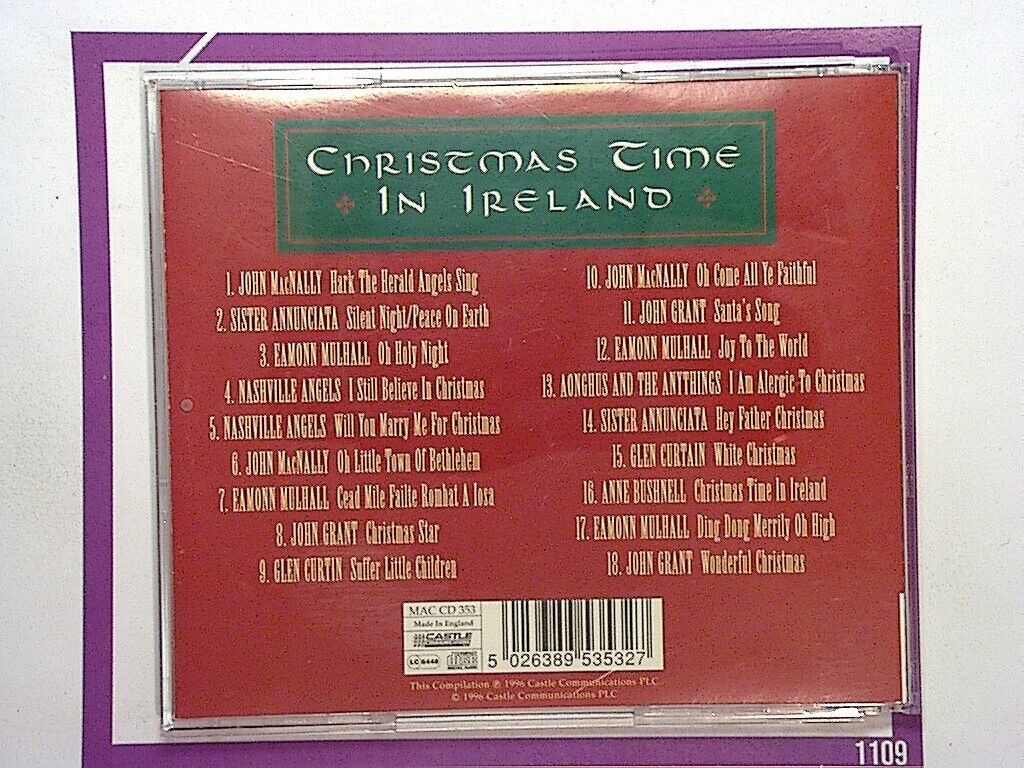 CHRISTMAS TIME
IN IRELAND
1. JOHN MACNALLY Hark The Herald Angels Sing
2. SISTER ANNUNCIATA Silent Night/Peace On Earth
3. EAMONN MULHALL Oh Holy Night
4. NASHVILLE ANGELS I Still Believe In Christmas
5. NASHVILLE ANGELS Will You Marry Me For Christmas
6. JOHN MACNALLY Oh Little Town Of Bethlehem
7. EAMONN MULHALL Cead Mile Failte Romhat A Iosa
8. JOHN GRANT Christmas Star
9. GLEN CURTIN Suffer Little Children
10. JOHN MACNALLY Oh Come All Ye Faithful
11. JOHN GRANT Santa's Song
12. EAMONN MULHALL Joy To The World
13. AONGHUS AND THE ANYTHINGS I Am Alergic To Christmas
14. SISTER ANNUNCIATA Hey Father Christmas
15. GLEN CURTAIN White Christmas
16. ANNE BUSHNELL Christmas Time In Ireland
17. EAMONN MULHALL Ding Dong Merrily Oh High
18. JOHN GRANT Wonderful Christmas
MAC CD 353
Made In England
CASTLE
LC 6448
5 026389 535327
This Compilation ℗ 1996 Castle Communications PLC
© 1996 Castle Communications PLC
1109